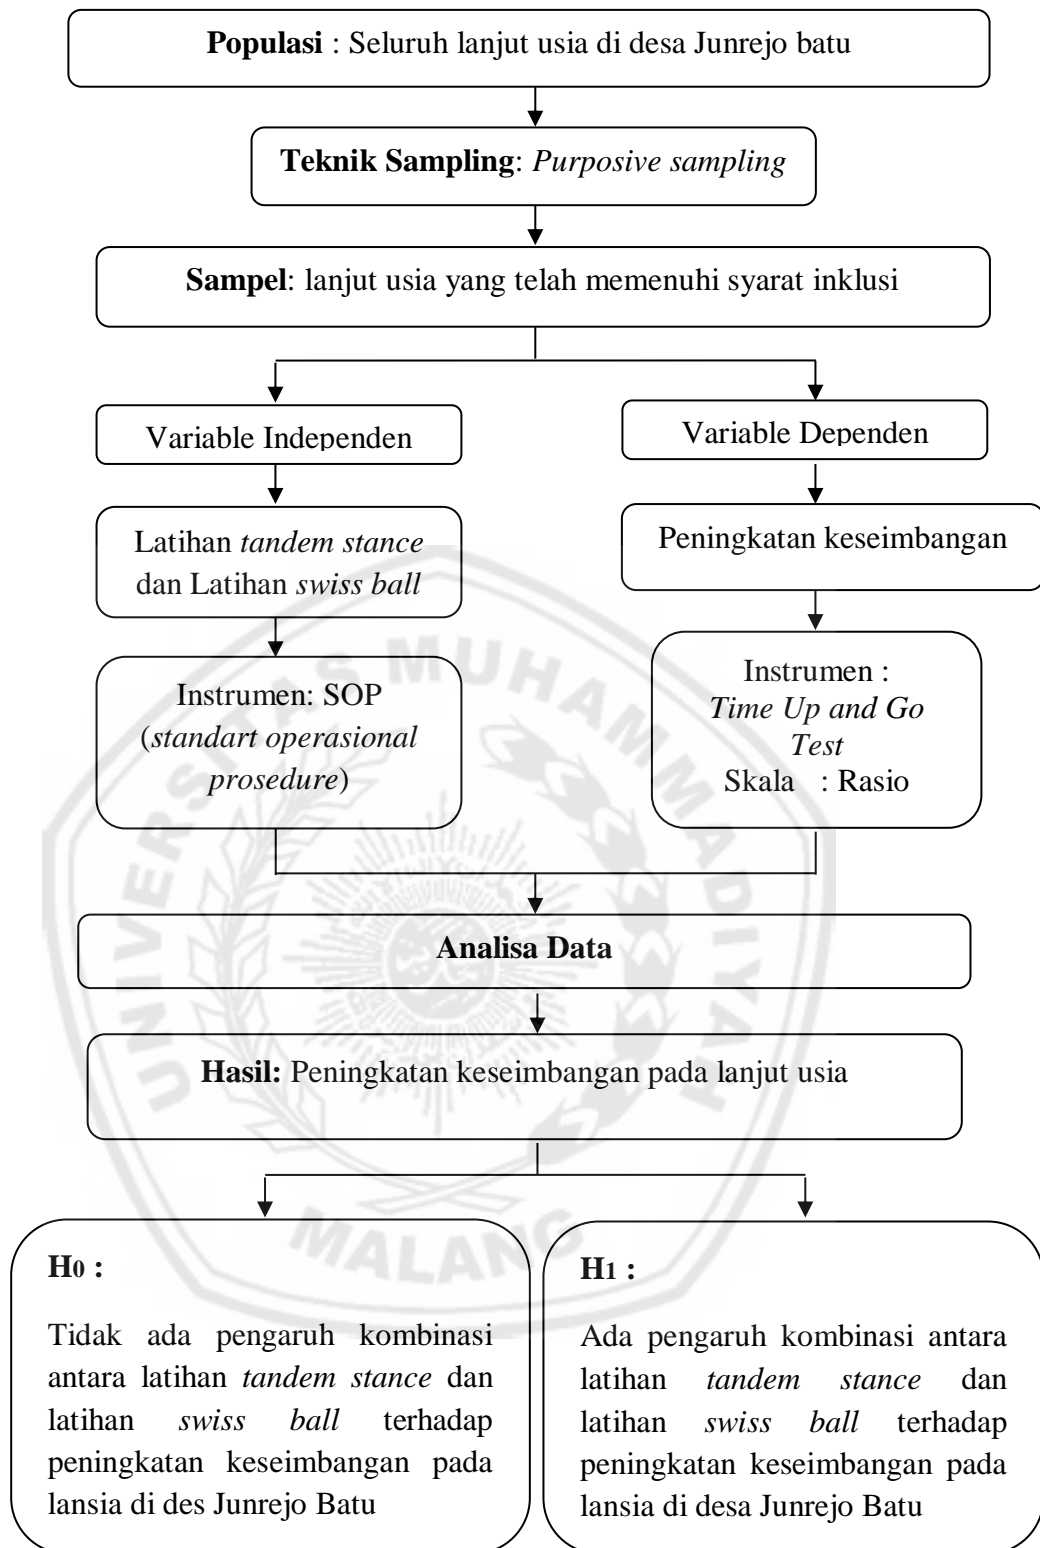 Populasi : Seluruh lanjut usia di desa Junrejo batu
Teknik Sampling: Purposive sampling
Sampel: lanjut usia yang telah memenuhi syarat inklusi
Variable Independen
Variable Dependen
Latihan tandem stance
dan Latihan swiss ball
Peningkatan keseimbangan
Instrumen: SOP
(standart operasional
prosedure)
Instrumen :
Time Up and Go
Test
Skala : Rasio
Analisa Data
Hasil: Peningkatan keseimbangan pada lanjut usia
H0 :
Tidak ada pengaruh kombinasi
antara latihan tandem stance dan
latihan swiss ball terhadap
peningkatan keseimbangan pada
lansia di des Junrejo Batu
H1 :
Ada pengaruh kombinasi antara
latihan tandem stance dan
latihan swiss ball terhadap
peningkatan keseimbangan pada
lansia di desa Junrejo Batu
UNIVERSITAS MUHAMMADIYAH
MALANG